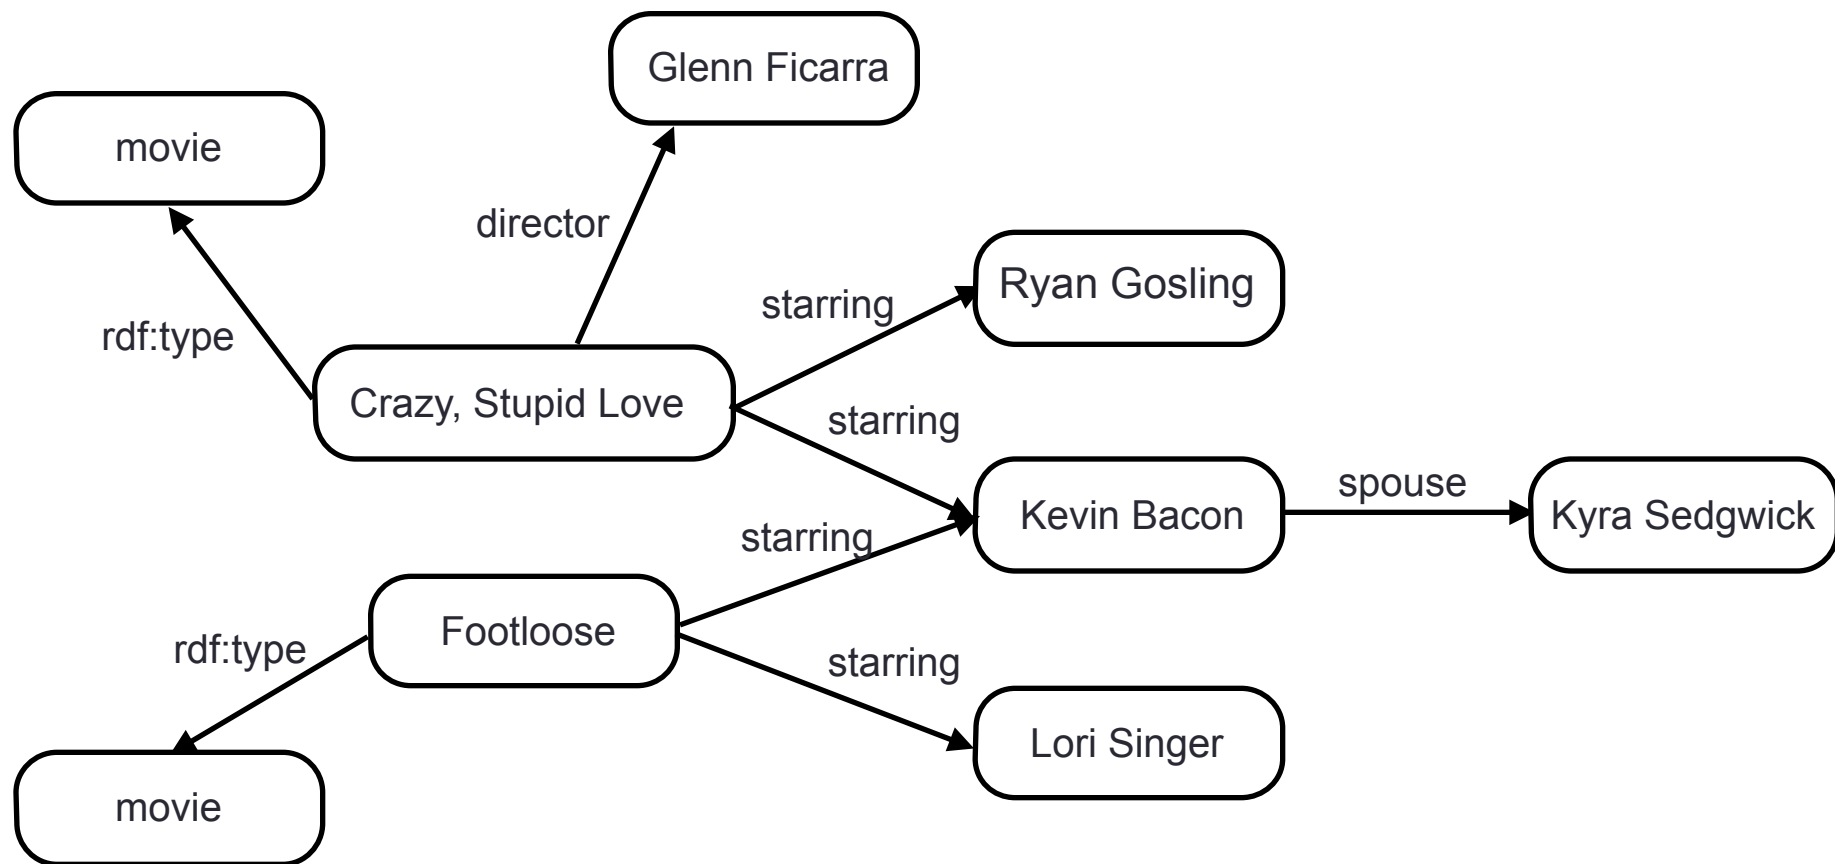 Glenn Ficarra
movie
director
Ryan Gosling
starring
rdf:type
Crazy, Stupid Love
starring
spouse
Kevin Bacon
Kyra Sedgwick
starring
Footloose
rdf:type
starring
Lori Singer
movie